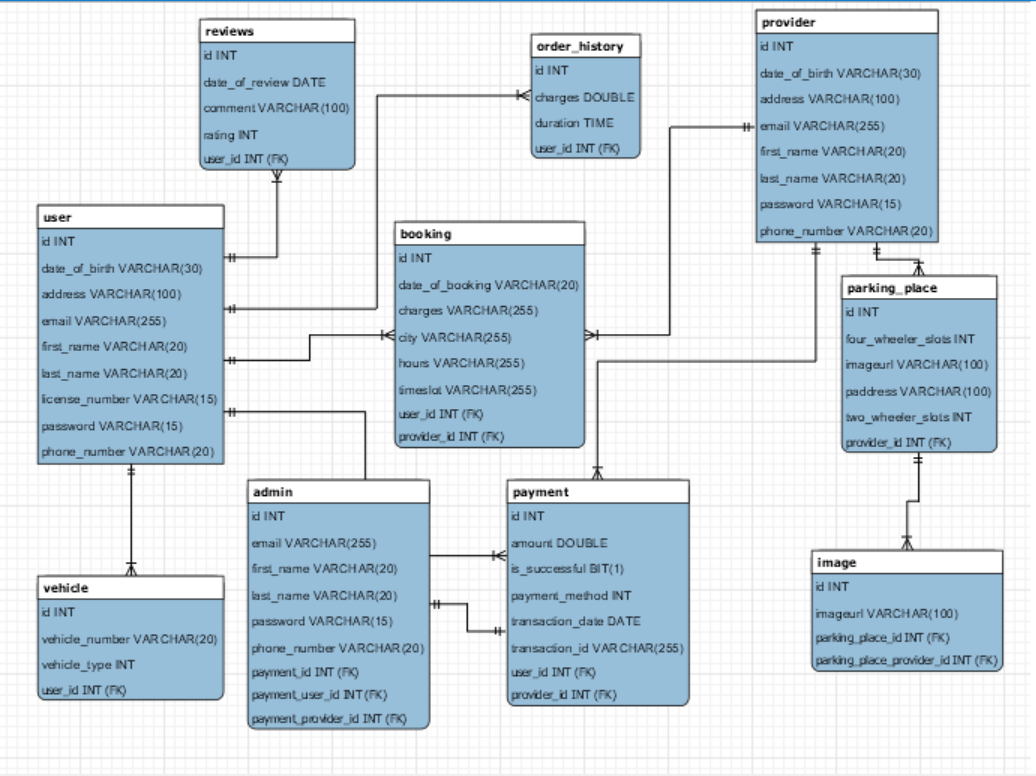 reviews
id INT
date_of_review DATE
comment VARCHAR(100)
rating INT
user_id INT (FK)
order_history
id INT
charges DOUBLE
duration TIME
user_id INT (FK)
provider
id INT
date_of_birth VARCHAR(30)
address VARCHAR(100)
email VARCHAR(255)
first_name VARCHAR(20)
last_name VARCHAR(20)
password VARCHAR(15)
phone_number VARCHAR(20)
user
id INT
date_of_birth VARCHAR(30)
address VARCHAR(100)
email VARCHAR(255)
first_name VARCHAR(20)
last_name VARCHAR(20)
license_number VARCHAR(15)
password VARCHAR(15)
phone_number VARCHAR(20)
booking
id INT
date_of_booking VARCHAR(20)
charges VARCHAR(255)
city VARCHAR(255)
hours VARCHAR(255)
timeslot VARCHAR(255)
user_id INT (FK)
provider_id INT (FK)
parking_place
id INT
four_wheeler_slots INT
imageurl VARCHAR(100)
paddress VARCHAR(100)
two_wheeler_slots INT
provider_id INT (FK)
admin
id INT
email VARCHAR(255)
first_name VARCHAR(20)
last_name VARCHAR(20)
password VARCHAR(15)
phone_number VARCHAR(20)
payment_id INT (FK)
payment_user_id INT (FK)
payment_provider_id INT (FK)
payment
id INT
amount DOUBLE
is_successful BIT(1)
payment_method INT
transaction_date DATE
transaction_id VARCHAR(255)
user_id INT (FK)
provider_id INT (FK)
image
id INT
imageurl VARCHAR(100)
parking_place_id INT (FK)
parking_place_provider_id INT (FK)
vehicle
id INT
vehicle_number VARCHAR(20)
vehicle_type INT
user_id INT (FK)